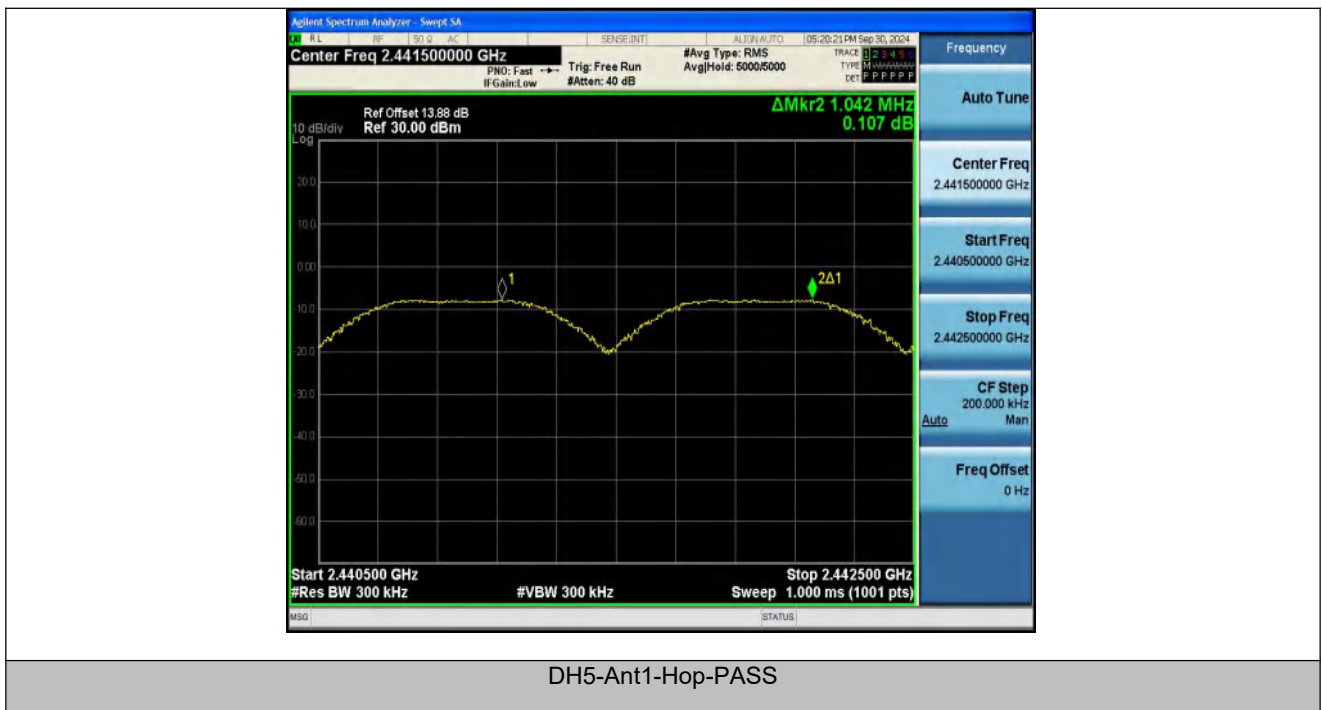 Agilent Spectrum Analyzer - Swept SA
RL RF 50 Ω AC SENSE:INT ALIGN AUTO 05:20:21 PM Sep 30, 2024
Center Freq 2.441500000 GHz
PNO: Fast
IFGain:Low
Trig: Free Run
#Atten: 40 dB
#Avg Type: RMS
Avg|Hold: 5000/5000
TRACE 1 2 3 4 5 6
TYPE M
DET P P P P P P
Ref Offset 13.88 dB
10 dB/div Ref 30.00 dBm
Log
ΔMkr2 1.042 MHz
0.107 dB
20.0
10.0
0.00
-10.0
-20.0
-30.0
-40.0
-50.0
-60.0
1
2Δ1
Start 2.440500 GHz
Stop 2.442500 GHz
#Res BW 300 kHz
#VBW 300 kHz
Sweep 1.000 ms (1001 pts)
MSG
STATUS
Frequency
Auto Tune
Center Freq
2.441500000 GHz
Start Freq
2.440500000 GHz
Stop Freq
2.442500000 GHz
CF Step
200.000 kHz
Auto Man
Freq Offset
0 Hz
DH5-Ant1-Hop-PASS